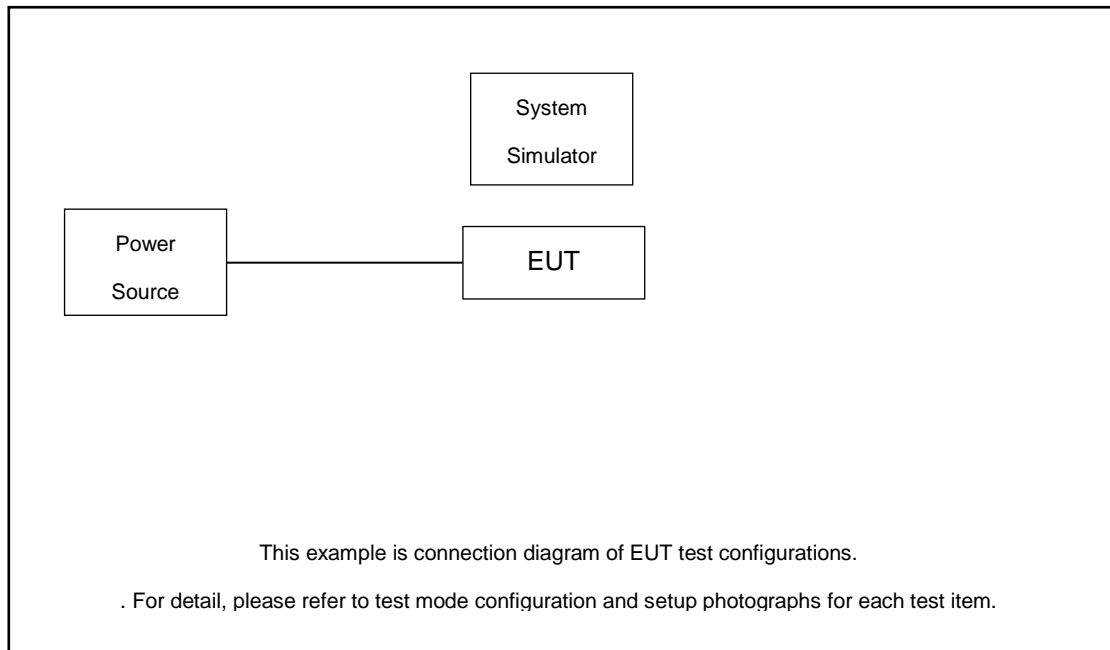 System
Simulator
Power
Source
EUT
This example is connection diagram of EUT test configurations.
. For detail, please refer to test mode configuration and setup photographs for each test item.